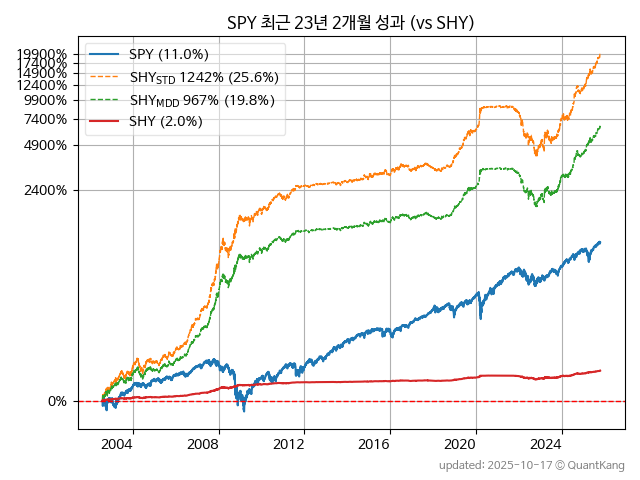 SPY 최근 23년 2개월 성과 (vs SHY)
19900%
17400%
14900%
12400%
9900%
7400%
4900%
2400%
0%
SPY (11.0%)
SHY_STD 1242% (25.6%)
SHY_MDD 967% (19.8%)
SHY (2.0%)
2004 2008 2012 2016 2020 2024
updated: 2025-10-17 © QuantKang